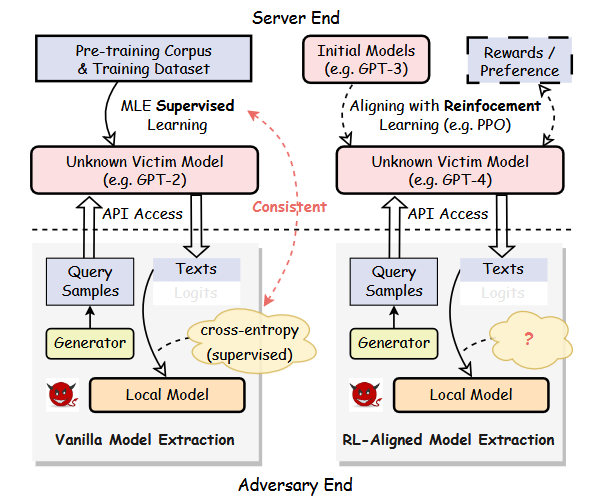 Server End
Pre-training Corpus
& Training Dataset
Initial Models
(e.g. GPT-3)
Rewards /
Preference
MLE Supervised
Learning
Aligning with Reinfocement
Learning (e.g. PPO)
Unknown Victim Model
(e.g. GPT-2)
Unknown Victim Model
(e.g. GPT-4)
Consistent
API Access
API Access
Query
Samples
Texts
Logits
Generator
cross-entropy
(supervised)
Local Model
Vanilla Model Extraction
Query
Samples
Texts
Logits
Generator
?
Local Model
RL-Aligned Model Extraction
Adversary End